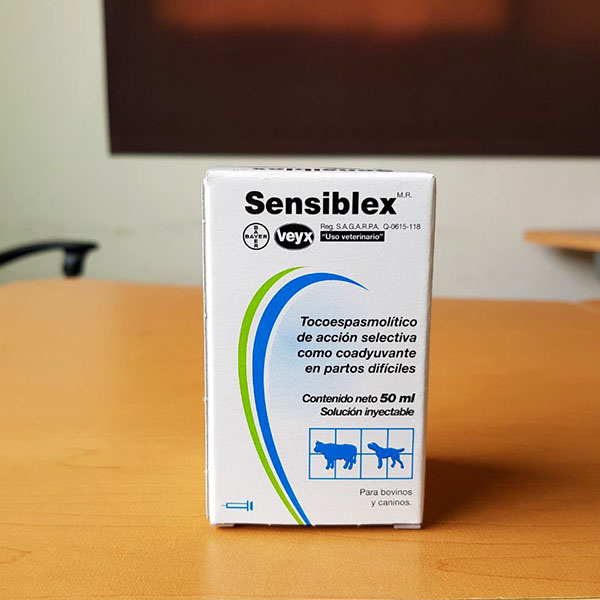 Sensiblex M.R.
Reg. S.A.G.A.R.P.A. Q-0615-118
BAYER
BAYER
veyx
"Uso veterinario"
Tocoespasmolítico
de acción selectiva
como coadyuvante
en partos difíciles
Contenido neto 50 ml
Solución inyectable
Para bovinos
y caninos.